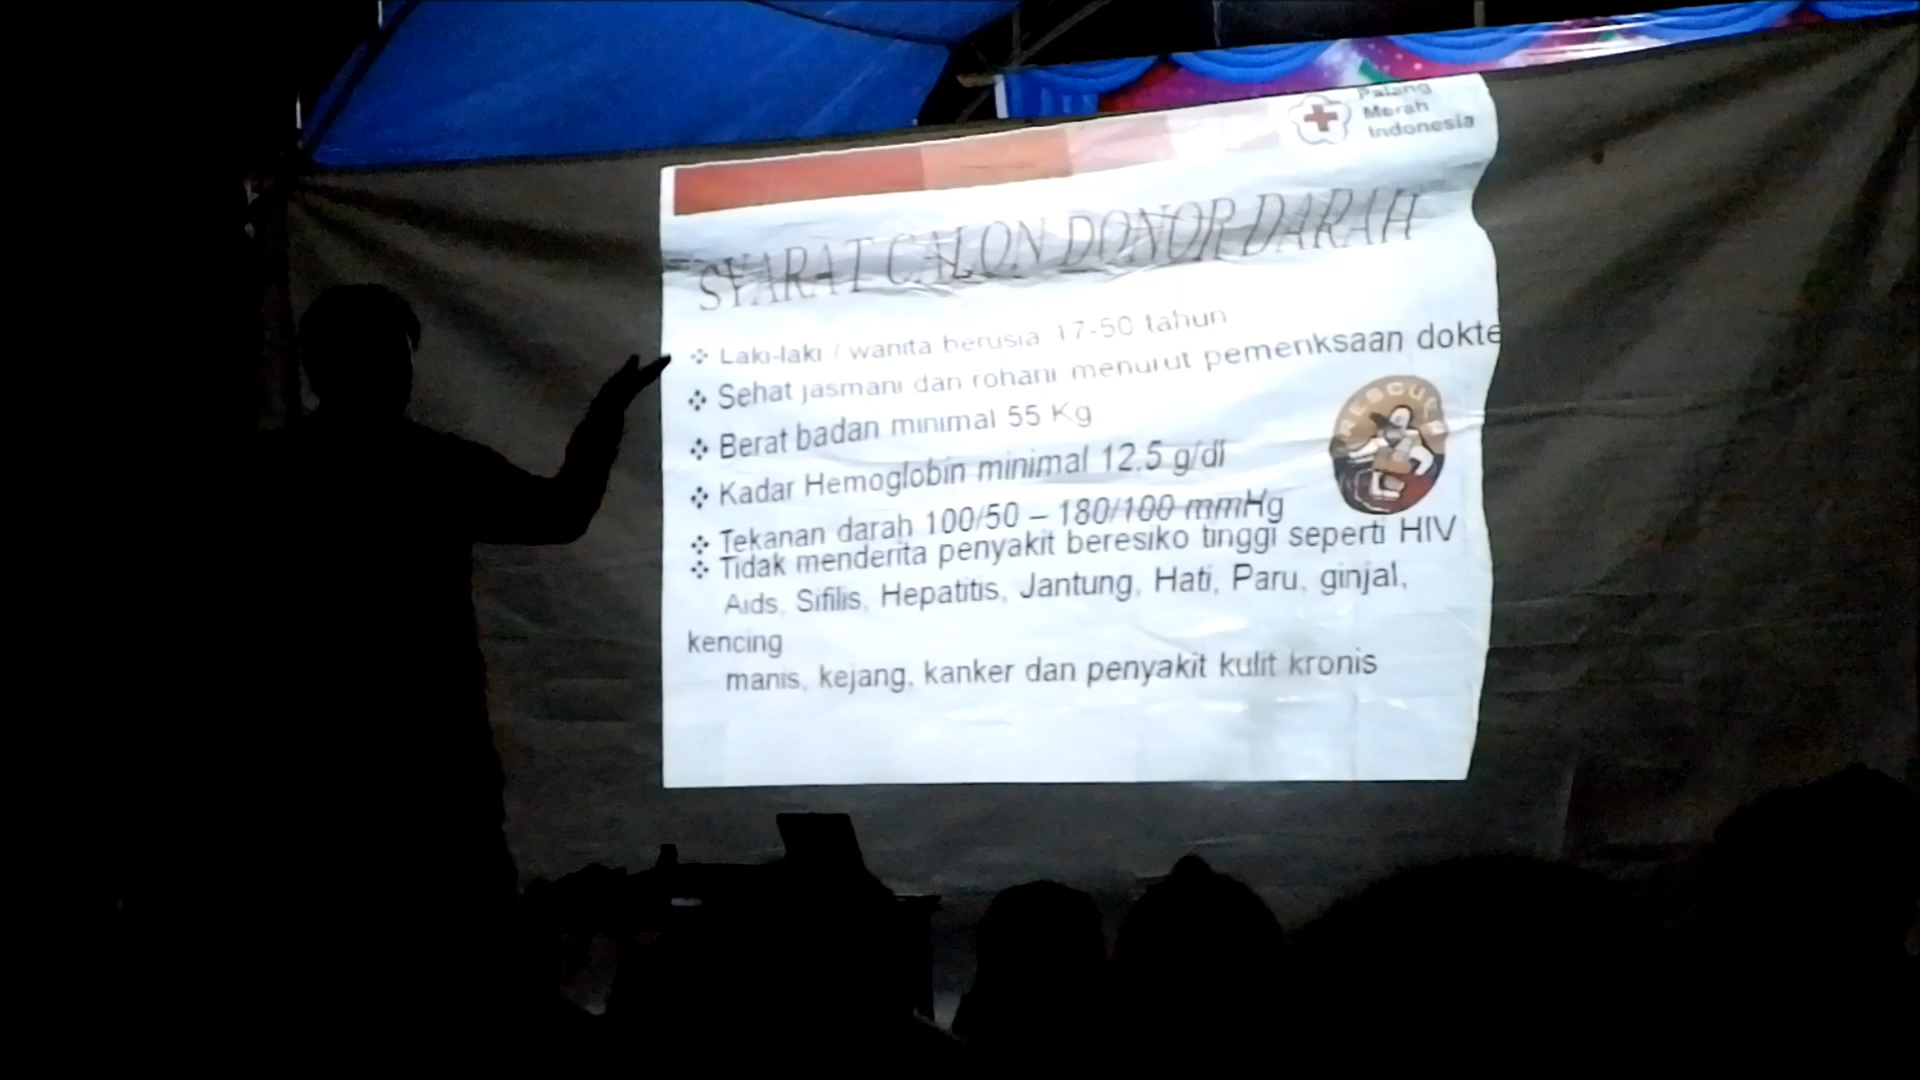 Palang
Merah
Indonesia
SYARAT CALON DONOR DARAH
Laki-laki / wanita berusia 17-50 tahun
Sehat jasmani dan rohani menurut pemeriksaan dokte
Berat badan minimal 55 Kg
Kadar Hemoglobin minimal 12.5 g/dl
RESCUER
Tekanan darah 100/50 – 180/100 mmHg
Tidak menderita penyakit beresiko tinggi seperti HIV
Aids, Sifilis, Hepatitis, Jantung, Hati, Paru, ginjal,
kencing
manis, kejang, kanker dan penyakit kulit kronis